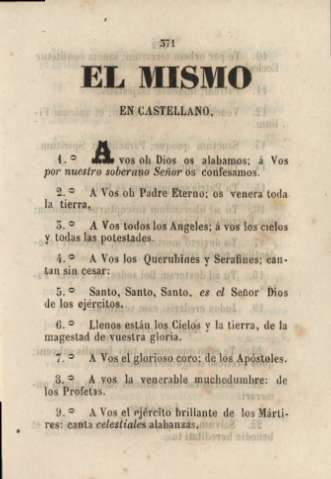 371
EL MISMO
EN CASTELLANO.
1.º A vos oh Dios os alabamos; á Vos
por nuestro soberano Señor os confesamos.
2.º A Vos oh Padre Eterno; os venera toda
la tierra.
3.º A Vos todos los Angeles; á vos los cielos
y todas las potestades.
4.º A Vos los Querubines y Serafines; can-
tan sin cesar:
5.º Santo, Santo, Santo, es el Señor Dios
de los ejércitos.
6.º Llenos están los Cielos y la tierra, de la
magestad de vuestra gloria.
7.º A Vos el glorioso coro; de los Apósteles.
8.º A vos la venerable muchodumbre: de
los Profetas.
9.º A Vos el ejército brillante de los Márti-
res: canta celestiales alabanzas.